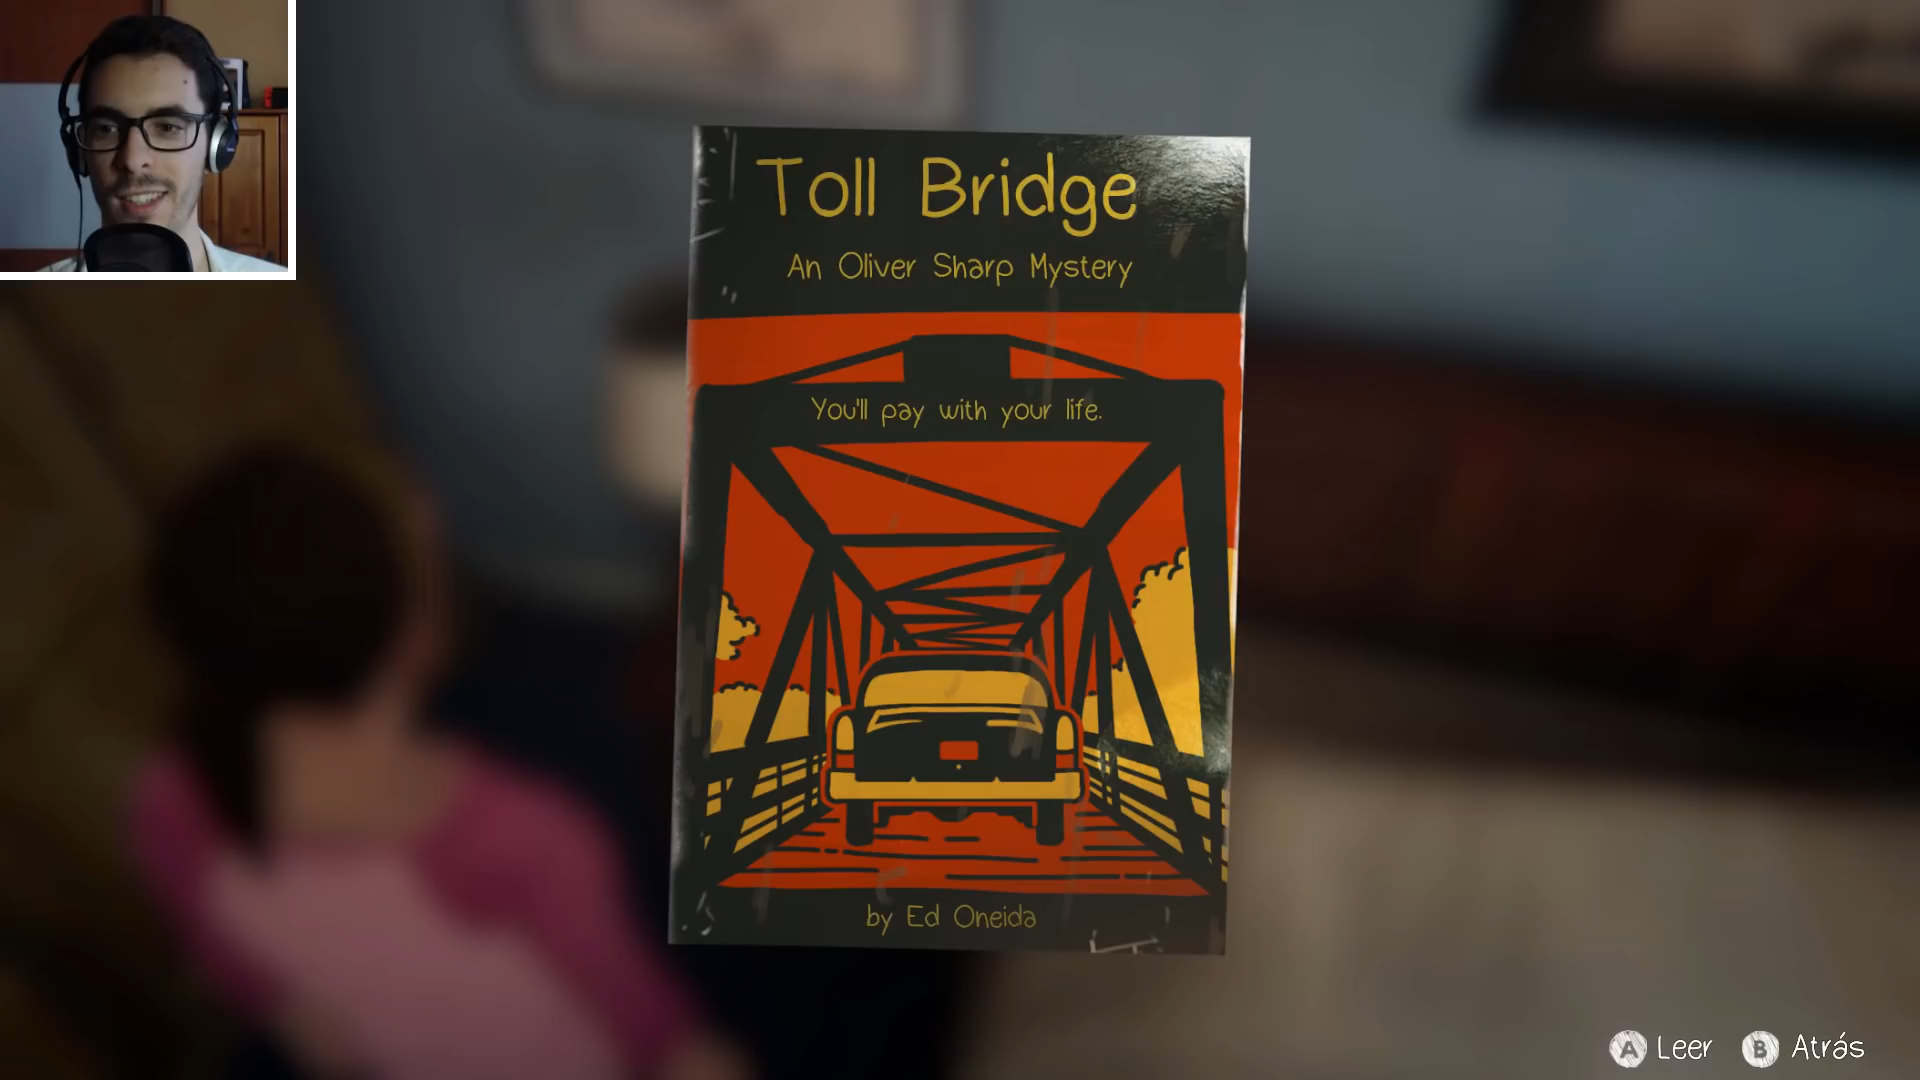 Toll Bridge
An Oliver Sharp Mystery
You'll pay with your life.
by Ed Oneida
A Leer B Atrás